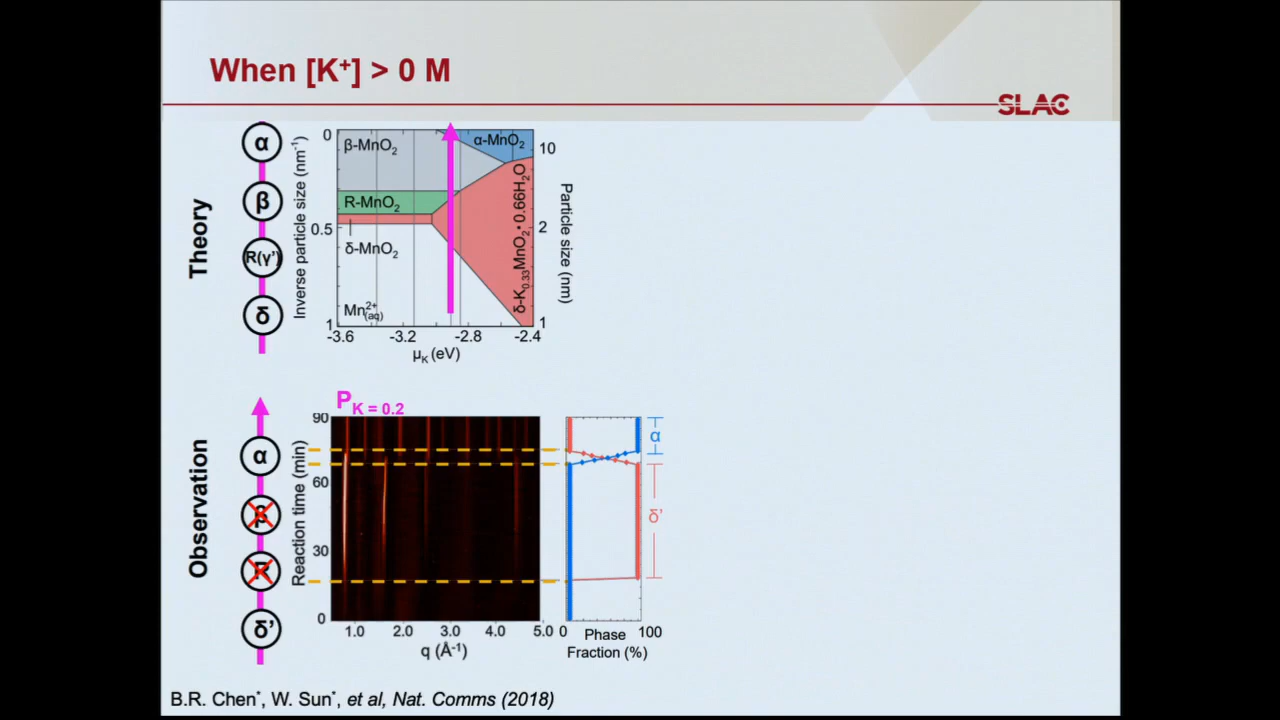 When [K⁺] > 0 M
SLAC
Theory
α
β
R(γ')
δ
Inverse particle size (nm⁻¹)
0
0.5
1
β-MnO₂
α-MnO₂
R-MnO₂
δ-MnO₂
Mn²⁺(aq)
δ-K₀.₃₃MnO₂•0.66H₂O
10
2
1
Particle size (nm)
-3.6 -3.2 -2.8 -2.4
μK (eV)
Observation
α
β
R
δ'
PK = 0.2
Reaction time (min)
90
60
30
0
1.0 2.0 3.0 4.0 5.0
q (Å⁻¹)
α
δ'
0 100
Phase
Fraction (%)
B.R. Chen*, W. Sun*, et al, Nat. Comms (2018)